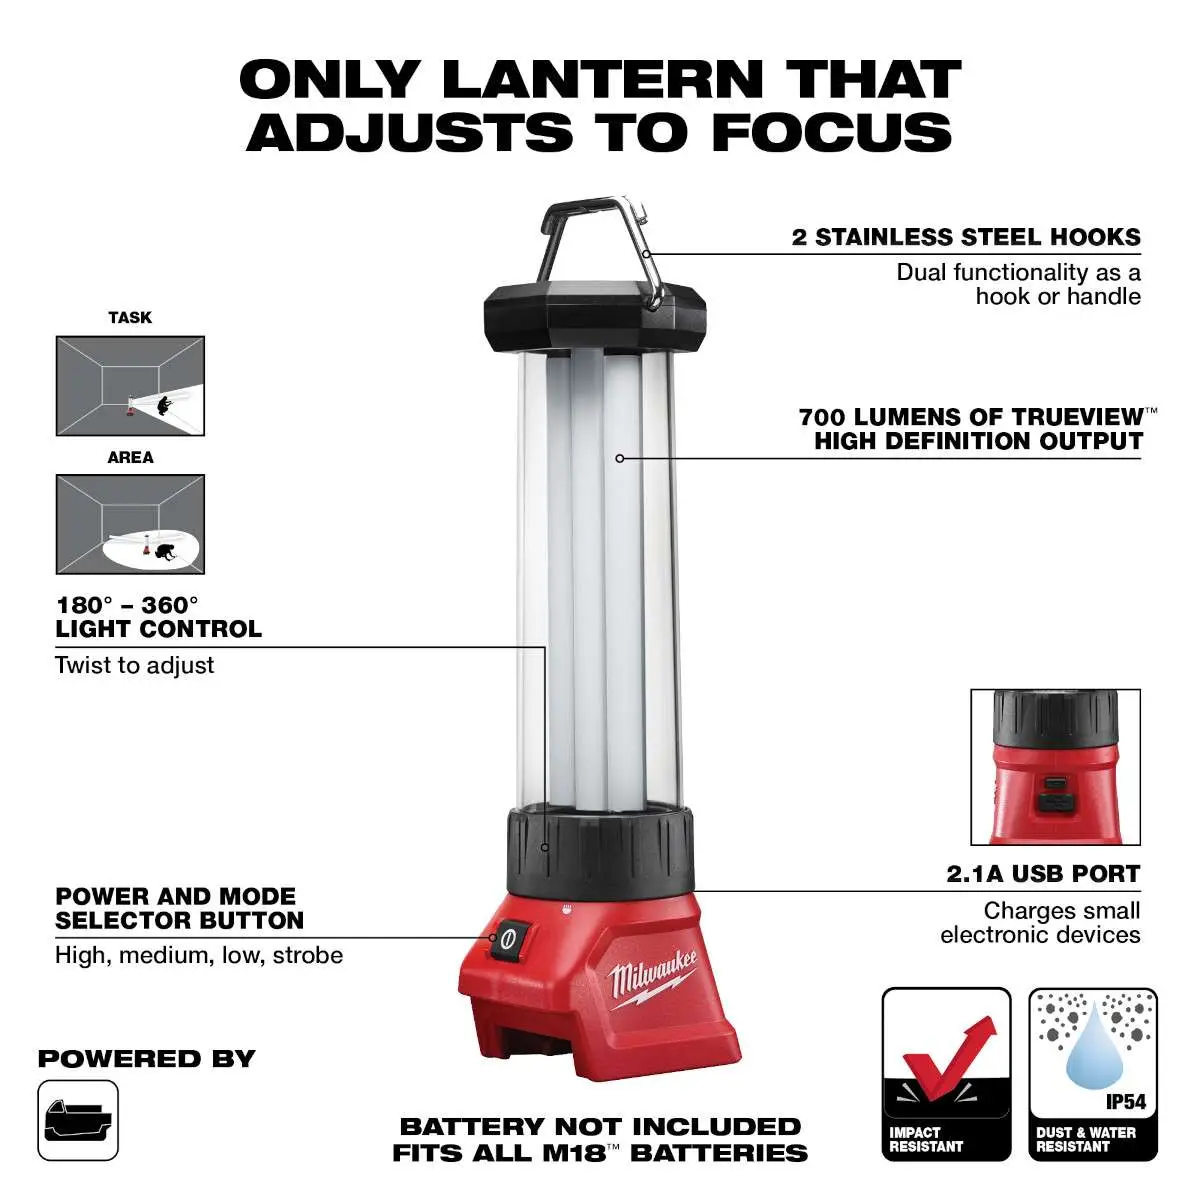 ONLY LANTERN THAT
ADJUSTS TO FOCUS
2 STAINLESS STEEL HOOKS
Dual functionality as a
hook or handle
TASK
AREA
180° – 360°
LIGHT CONTROL
Twist to adjust
700 LUMENS OF TRUEVIEW™
HIGH DEFINITION OUTPUT
2.1A USB PORT
Charges small
electronic devices
POWER AND MODE
SELECTOR BUTTON
High, medium, low, strobe
Milwaukee
POWERED BY
BATTERY NOT INCLUDED
FITS ALL M18™ BATTERIES
IMPACT
RESISTANT
IP54
DUST & WATER
RESISTANT